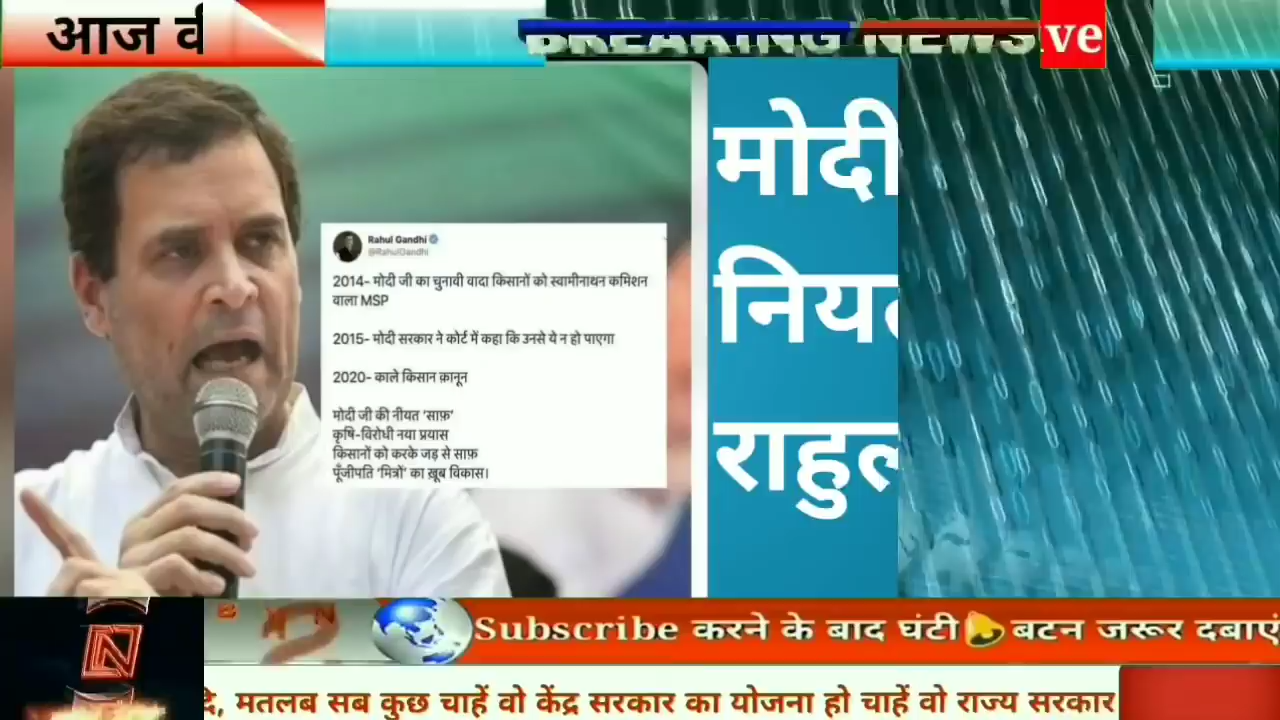 आज
BREAKING NEWS
ve
मोदी
राहुल
Rahul Gandhi
@RahulGandhi
2014- मोदी जी का चुनावी वादा किसानों को स्वामीनाथन कमिशन
वाला MSP
2015- मोदी सरकार ने कोर्ट में कहा कि उनसे ये न हो पाएगा
2020- काले किसान क़ानून
मोदी जी की नीयत 'साफ़'
कृषि-विरोधी नया प्रयास
किसानों को करके जड़ से साफ़
पूँजीपति 'मित्रों' का ख़ूब विकास।
Subscribe करने के बाद घंटी बटन जरूर दबाएं
मतलब सब कुछ चाहें वो केंद्र सरकार का योजना हो चाहें वो राज्य सरकार